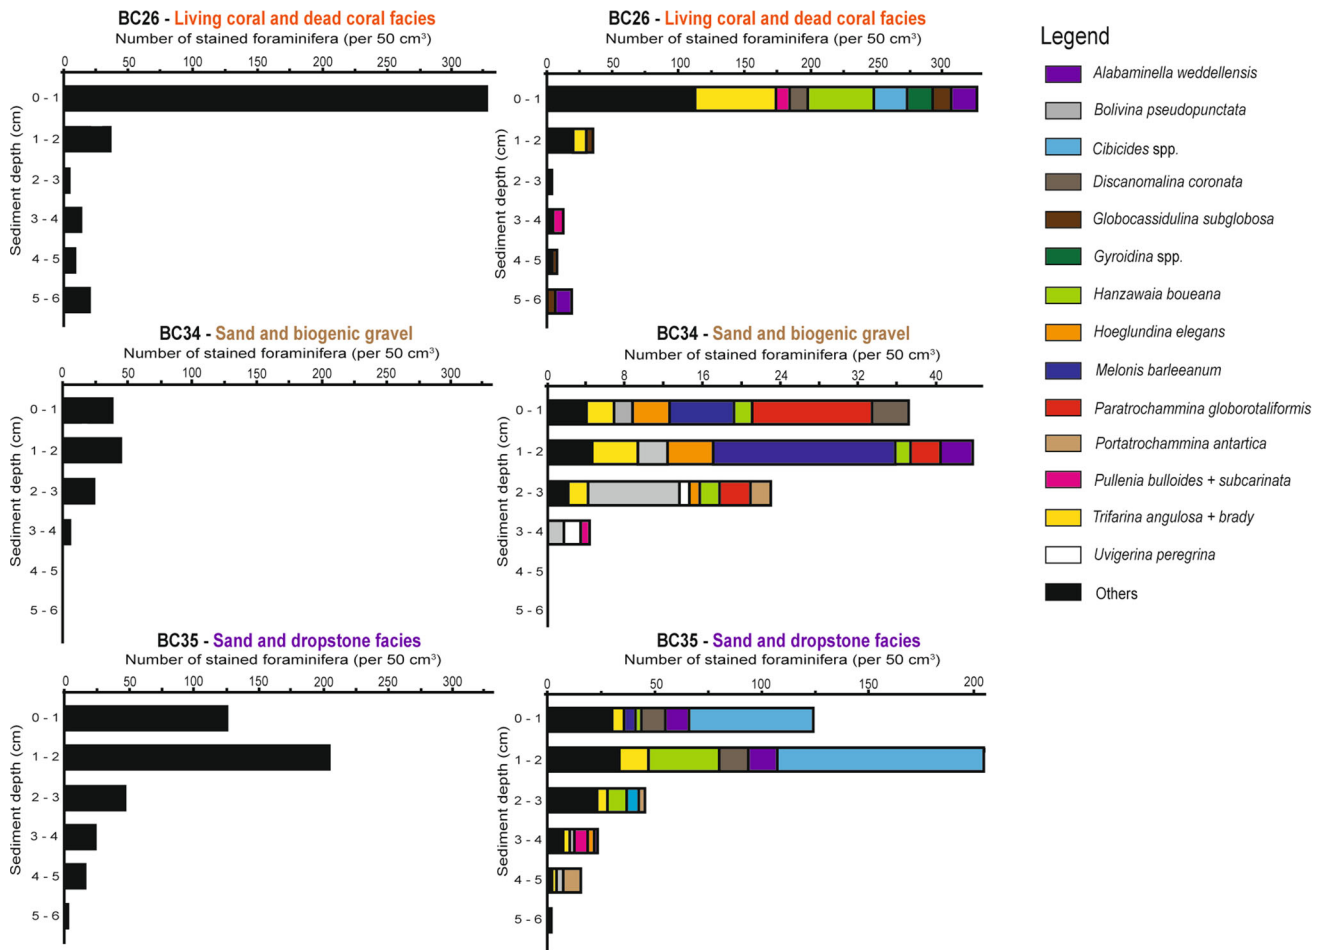 BC26 - Living coral and dead coral facies
Number of stained foraminifera (per 50 cm³)
0 50 100 150 200 250 300
Sediment depth (cm)
0 - 1
1 - 2
2 - 3
3 - 4
4 - 5
5 - 6
BC26 - Living coral and dead coral facies
Number of stained foraminifera (per 50 cm³)
0 50 100 150 200 250 300
Sediment depth (cm)
0 - 1
1 - 2
2 - 3
3 - 4
4 - 5
5 - 6
BC34 - Sand and biogenic gravel
Number of stained foraminifera (per 50 cm³)
0 50 100 150 200 250 300
Sediment depth (cm)
0 - 1
1 - 2
2 - 3
3 - 4
4 - 5
5 - 6
BC34 - Sand and biogenic gravel
Number of stained foraminifera (per 50 cm³)
0 8 16 24 32 40
Sediment depth (cm)
0 - 1
1 - 2
2 - 3
3 - 4
4 - 5
5 - 6
BC35 - Sand and dropstone facies
Number of stained foraminifera (per 50 cm³)
0 50 100 150 200 250 300
Sediment depth (cm)
0 - 1
1 - 2
2 - 3
3 - 4
4 - 5
5 - 6
BC35 - Sand and dropstone facies
Number of stained foraminifera (per 50 cm³)
0 50 100 150 200
Sediment depth (cm)
0 - 1
1 - 2
2 - 3
3 - 4
4 - 5
5 - 6
Legend
Alabaminella weddellensis
Bolivina pseudopunctata
Cibicides spp.
Discanomalina coronata
Globocassidulina subglobosa
Gyroidina spp.
Hanzawaia boueana
Hoeglundina elegans
Melonis barleeanum
Paratrochammina globorotaliformis
Portatrochammina antartica
Pullenia bulloides + subcarinata
Trifarina angulosa + brady
Uvigerina peregrina
Others